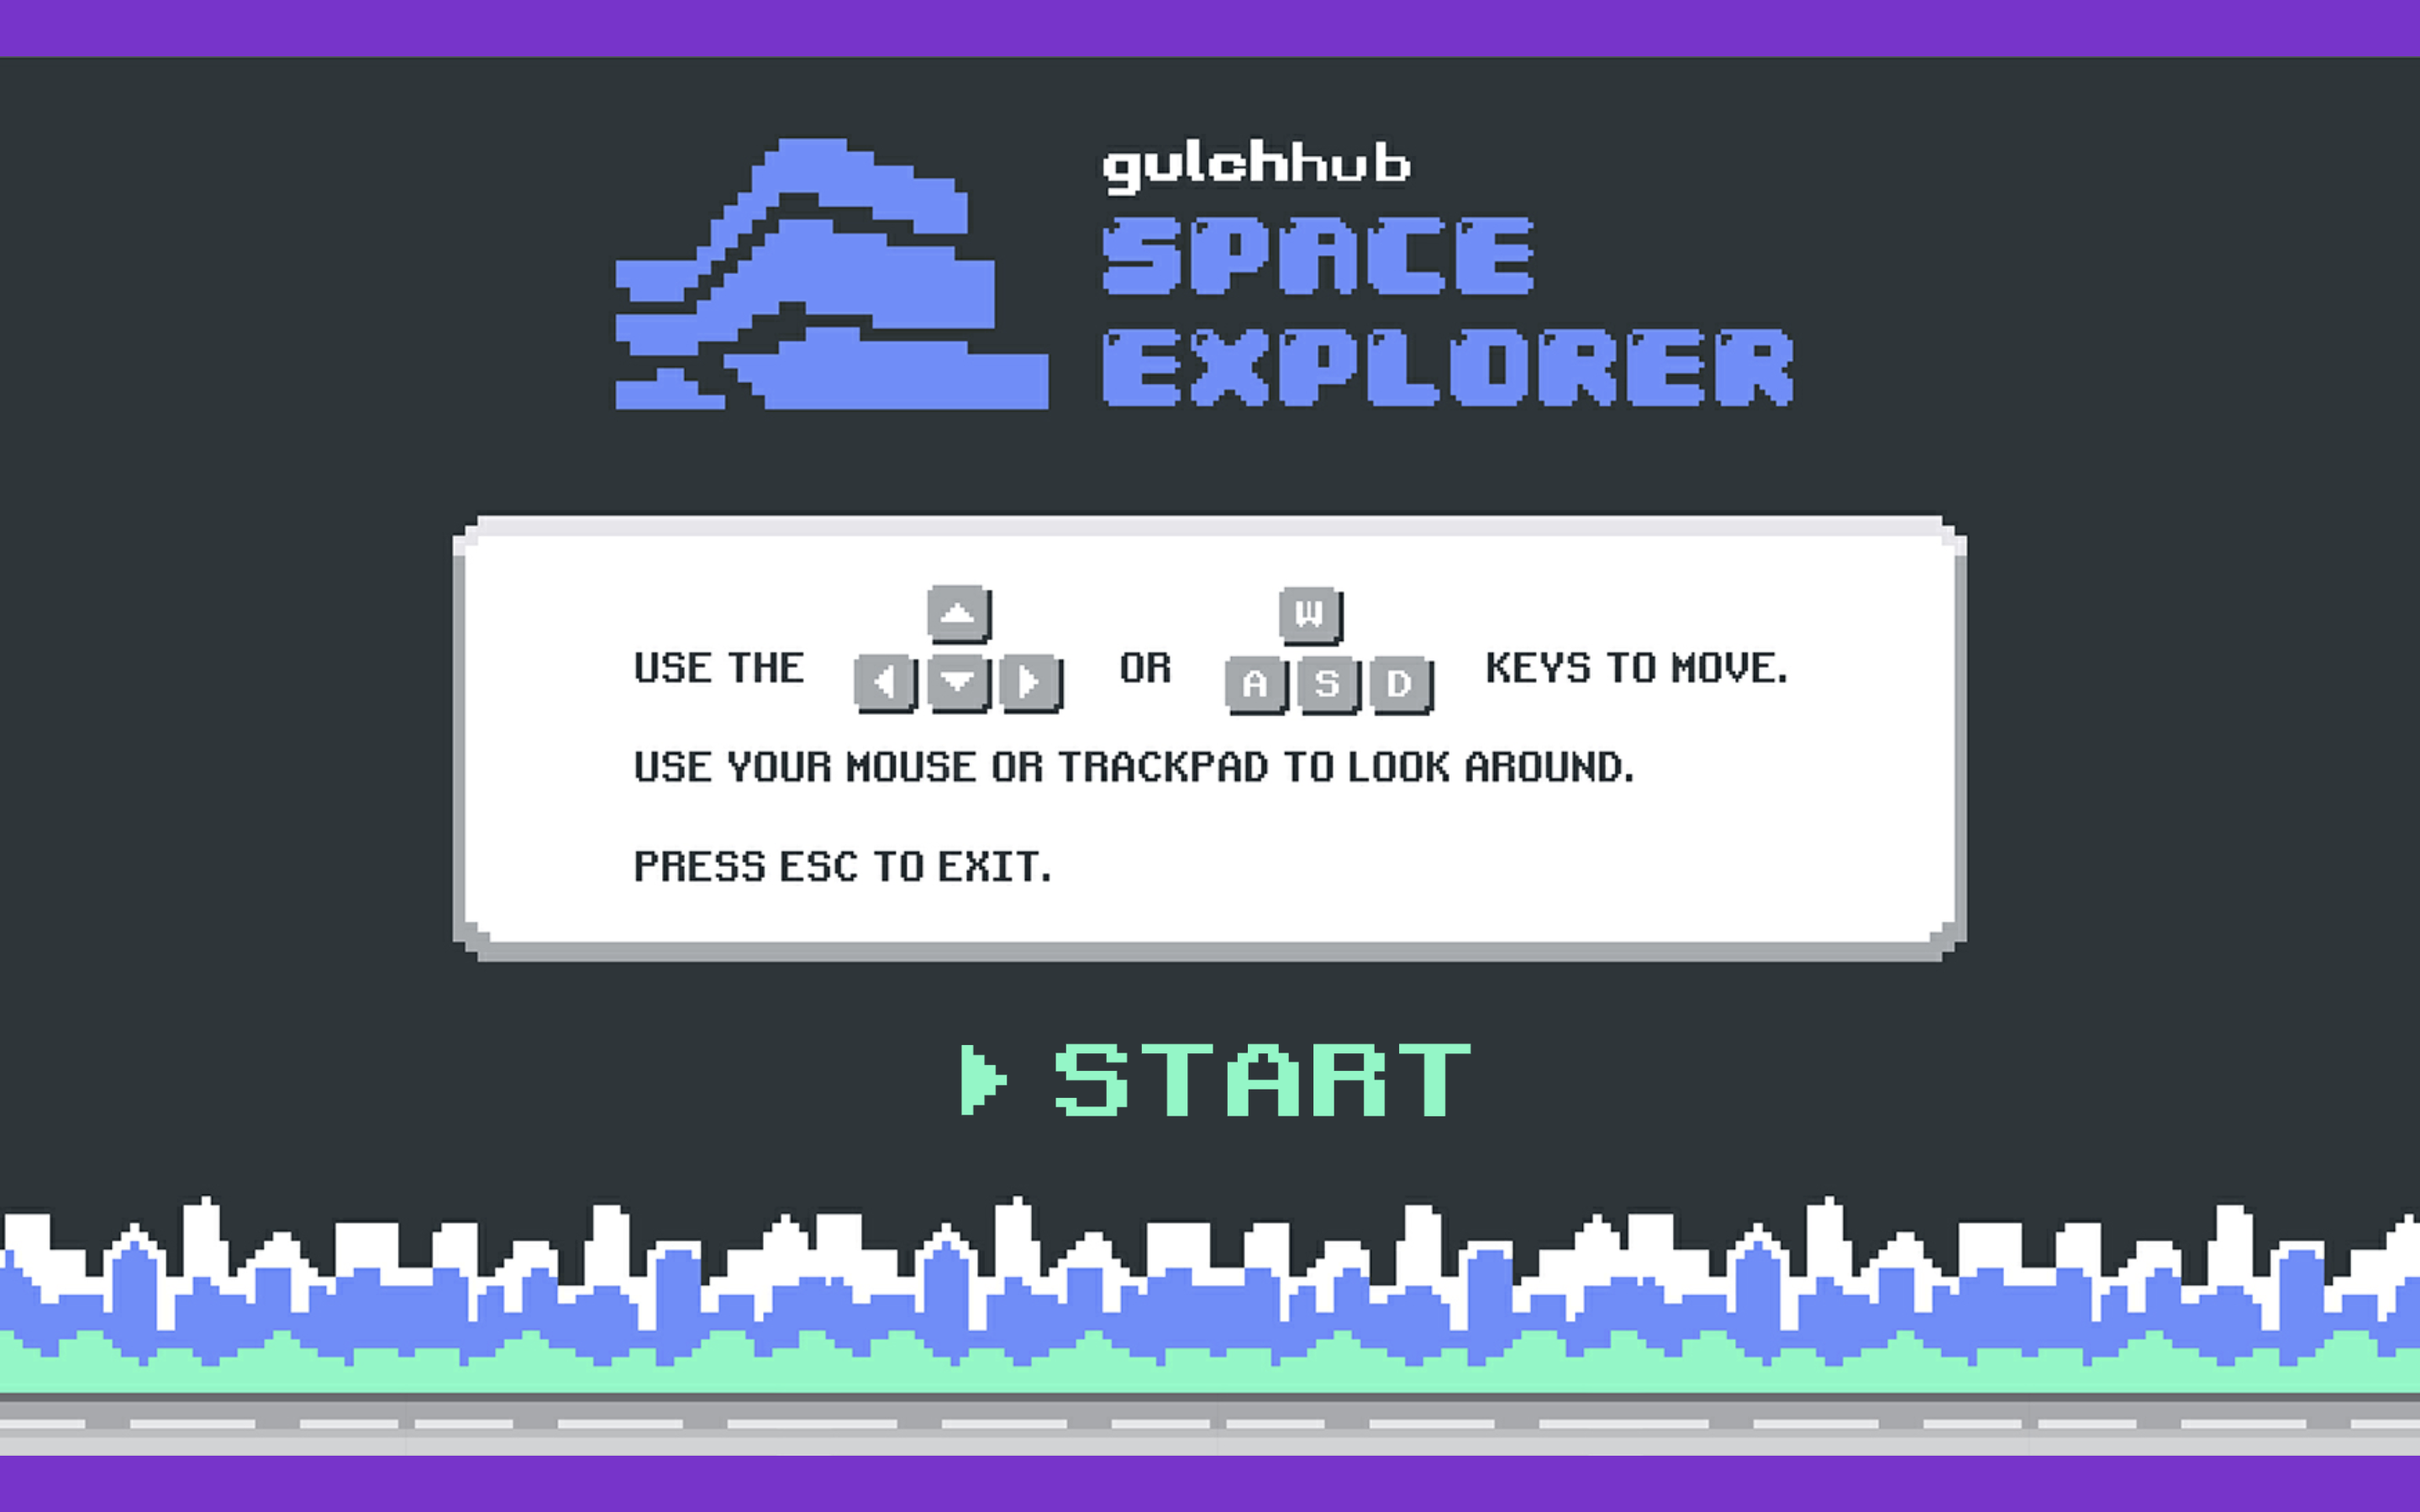 gulchhub
SPACE
EXPLORER
W
USE THE OR KEYS TO MOVE.
A S D
USE YOUR MOUSE OR TRACKPAD TO LOOK AROUND.
PRESS ESC TO EXIT.
START